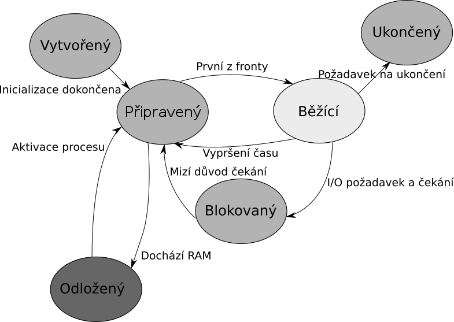 Ukončený
Vytvořený
První z fronty
Požadavek na ukončení
Inicializace dokončena
Připravený
Běžící
Aktivace procesu
Vypršení času
Mizí důvod čekání
I/O požadavek a čekání
Blokovaný
Dochází RAM
Odložený